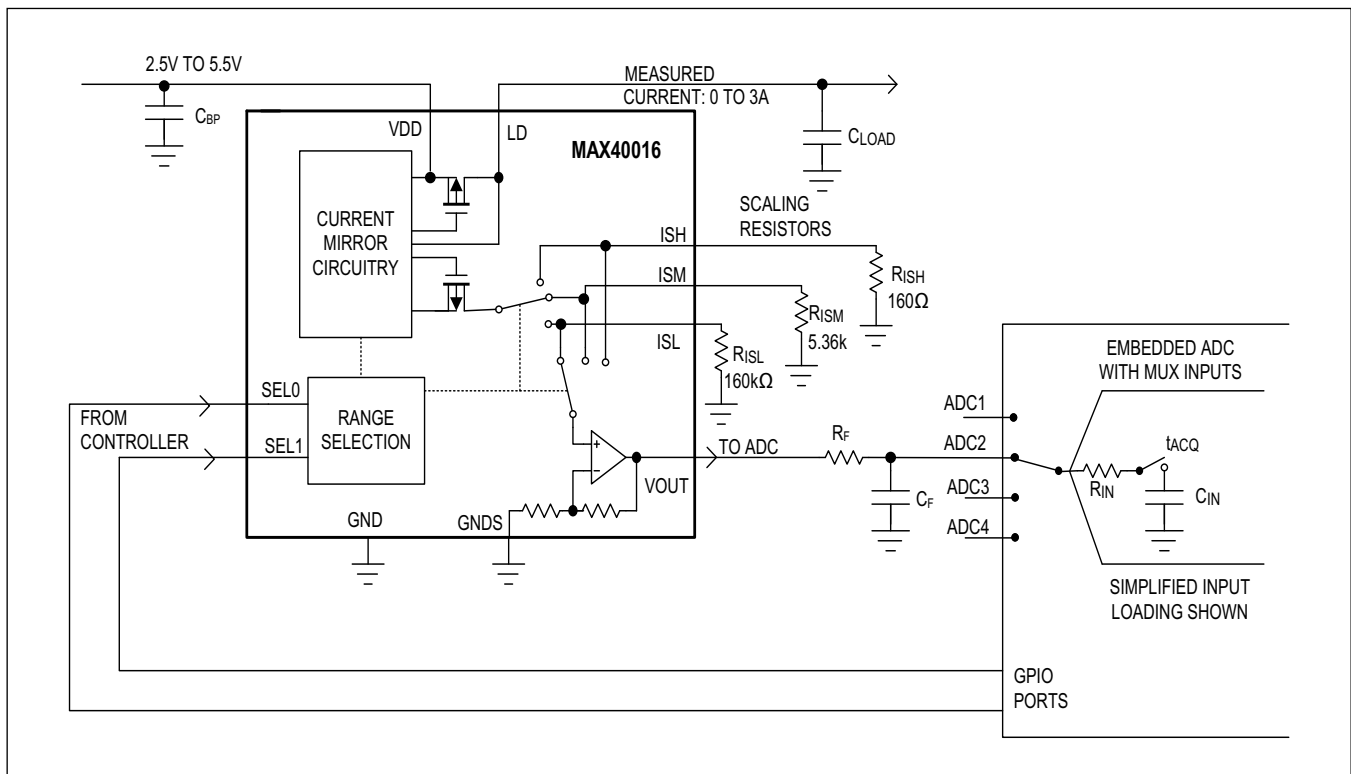 2.5V TO 5.5V
MEASURED
CURRENT: 0 TO 3A
CBP
VDD
LD
CLOAD
MAX40016
CURRENT
MIRROR
CIRCUITRY
SCALING
RESISTORS
ISH
RISH
160Ω
ISM
RISM
5.36k
ISL
RISL
160kΩ
EMBEDDED ADC
WITH MUX INPUTS
FROM
CONTROLLER
SEL0
SEL1
RANGE
SELECTION
TO ADC
RF
ADC1
ADC2
ADC3
ADC4
tACQ
RIN
CIN
CF
VOUT
GND
GNDS
SIMPLIFIED INPUT
LOADING SHOWN
GPIO
PORTS